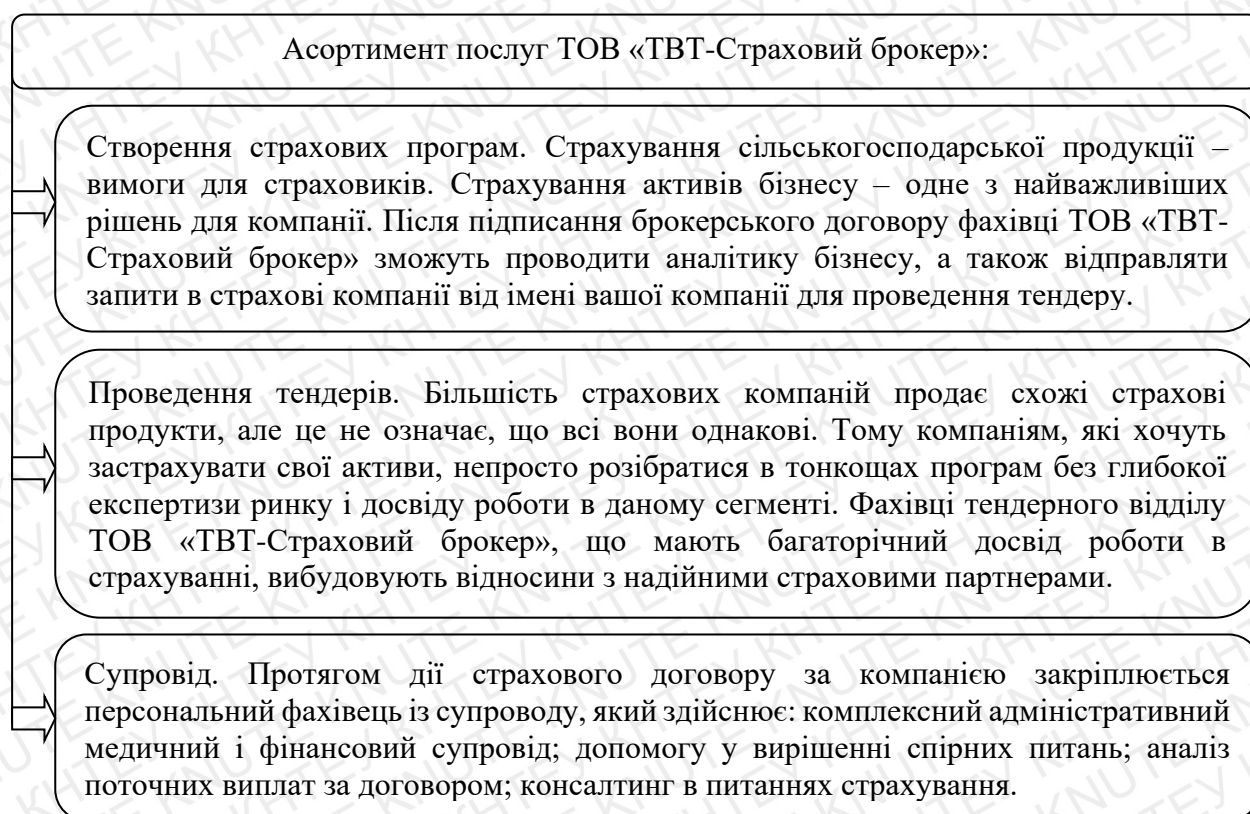 Асортимент послуг ТОВ «ТВТ-Страховий брокер»:
Створення страхових програм. Страхування сільськогосподарської продукції –
вимоги для страховиків. Страхування активів бізнесу – одне з найважливіших
рішень для компанії. Після підписання брокерського договору фахівці ТОВ «ТВТ-
Страховий брокер» зможуть проводити аналітику бізнесу, а також відправляти
запити в страхові компанії від імені вашої компанії для проведення тендеру.
Проведення тендерів. Більшість страхових компаній продає схожі страхові
продукти, але це не означає, що всі вони однакові. Тому компаніям, які хочуть
застрахувати свої активи, непросто розібратися в тонкощах програм без глибокої
експертизи ринку і досвіду роботи в даному сегменті. Фахівці тендерного відділу
ТОВ «ТВТ-Страховий брокер», що мають багаторічний досвід роботи в
страхуванні, вибудовують відносини з надійними страховими партнерами.
Супровід. Протягом дії страхового договору за компанією закріплюється
персональний фахівець із супроводу, який здійснює: комплексний адміністративний
медичний і фінансовий супровід; допомогу у вирішенні спірних питань; аналіз
поточних виплат за договором; консалтинг в питаннях страхування.